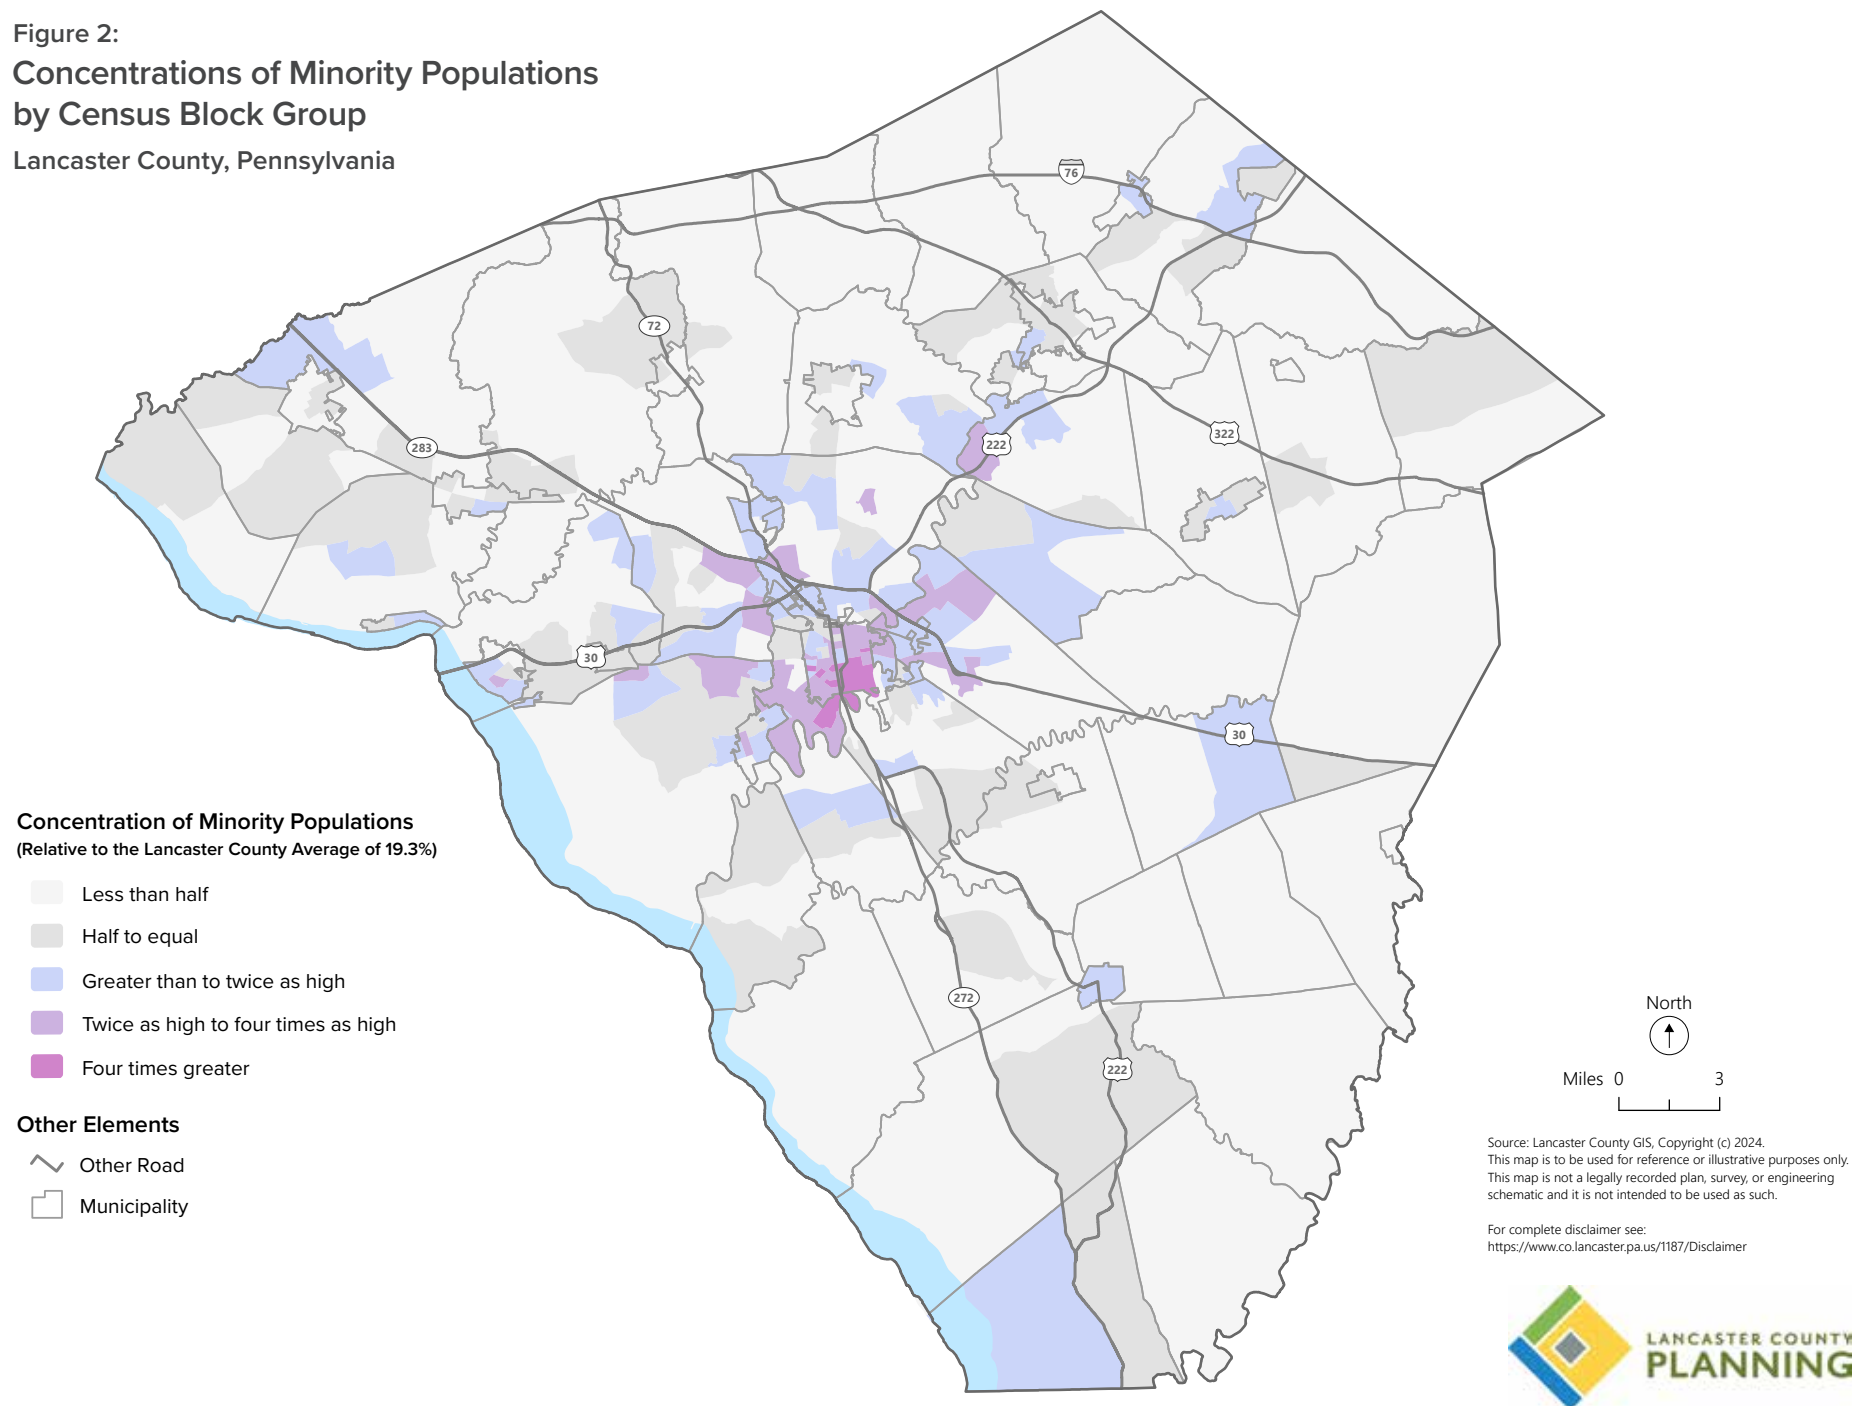 Figure 2:
Concentrations of Minority Populations
by Census Block Group
Lancaster County, Pennsylvania
76
72
283
222
322
30
30
272
222
Concentration of Minority Populations
(Relative to the Lancaster County Average of 19.3%)
Less than half
Half to equal
Greater than to twice as high
Twice as high to four times as high
Four times greater
Other Elements
Other Road
Municipality
North
Miles 0 3
Source: Lancaster County GIS, Copyright (c) 2024.
This map is to be used for reference or illustrative purposes only.
This map is not a legally recorded plan, survey, or engineering
schematic and it is not intended to be used as such.
For complete disclaimer see:
https://www.co.lancaster.pa.us/1187/Disclaimer
LANCASTER COUNTY
PLANNING